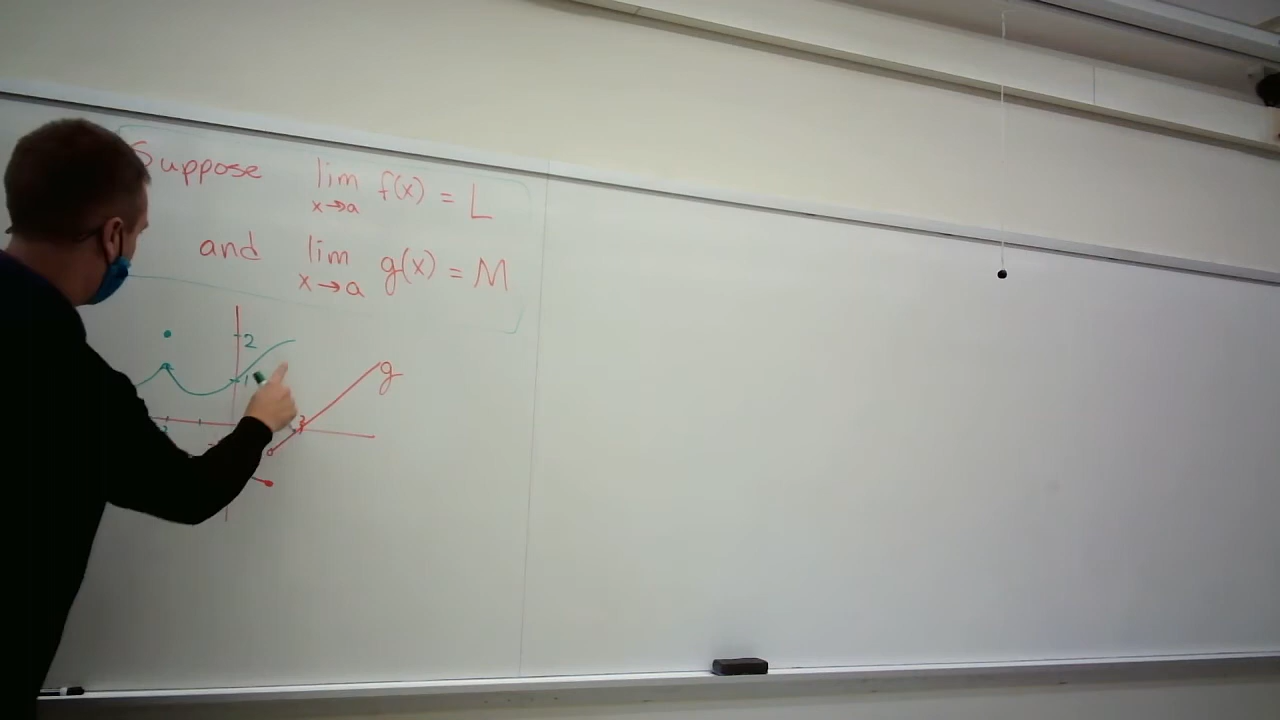 Suppose lim f(x) = L
x→a
and lim g(x) = M
x→a
2
1
g